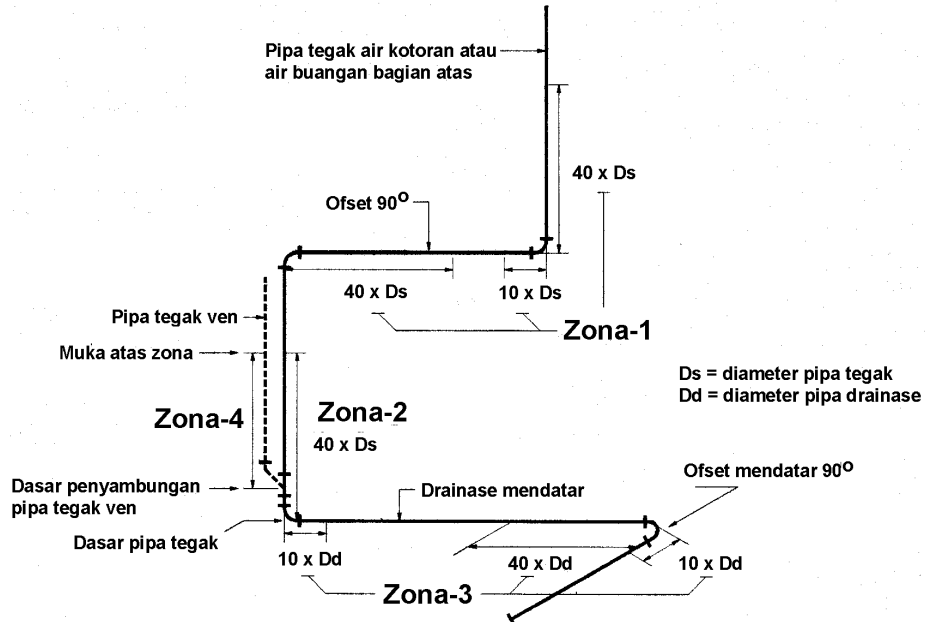 Pipa tegak air kotoran atau
air buangan bagian atas
40 x Ds
Ofset 90⁰
40 x Ds
10 x Ds
Zona-1
Pipa tegak ven
Muka atas zona
Ds = diameter pipa tegak
Dd = diameter pipa drainase
Zona-4
Zona-2
40 x Ds
Ofset mendatar 90⁰
Dasar penyambungan
pipa tegak ven
Drainase mendatar
Dasar pipa tegak
10 x Dd
40 x Dd
10 x Dd
Zona-3